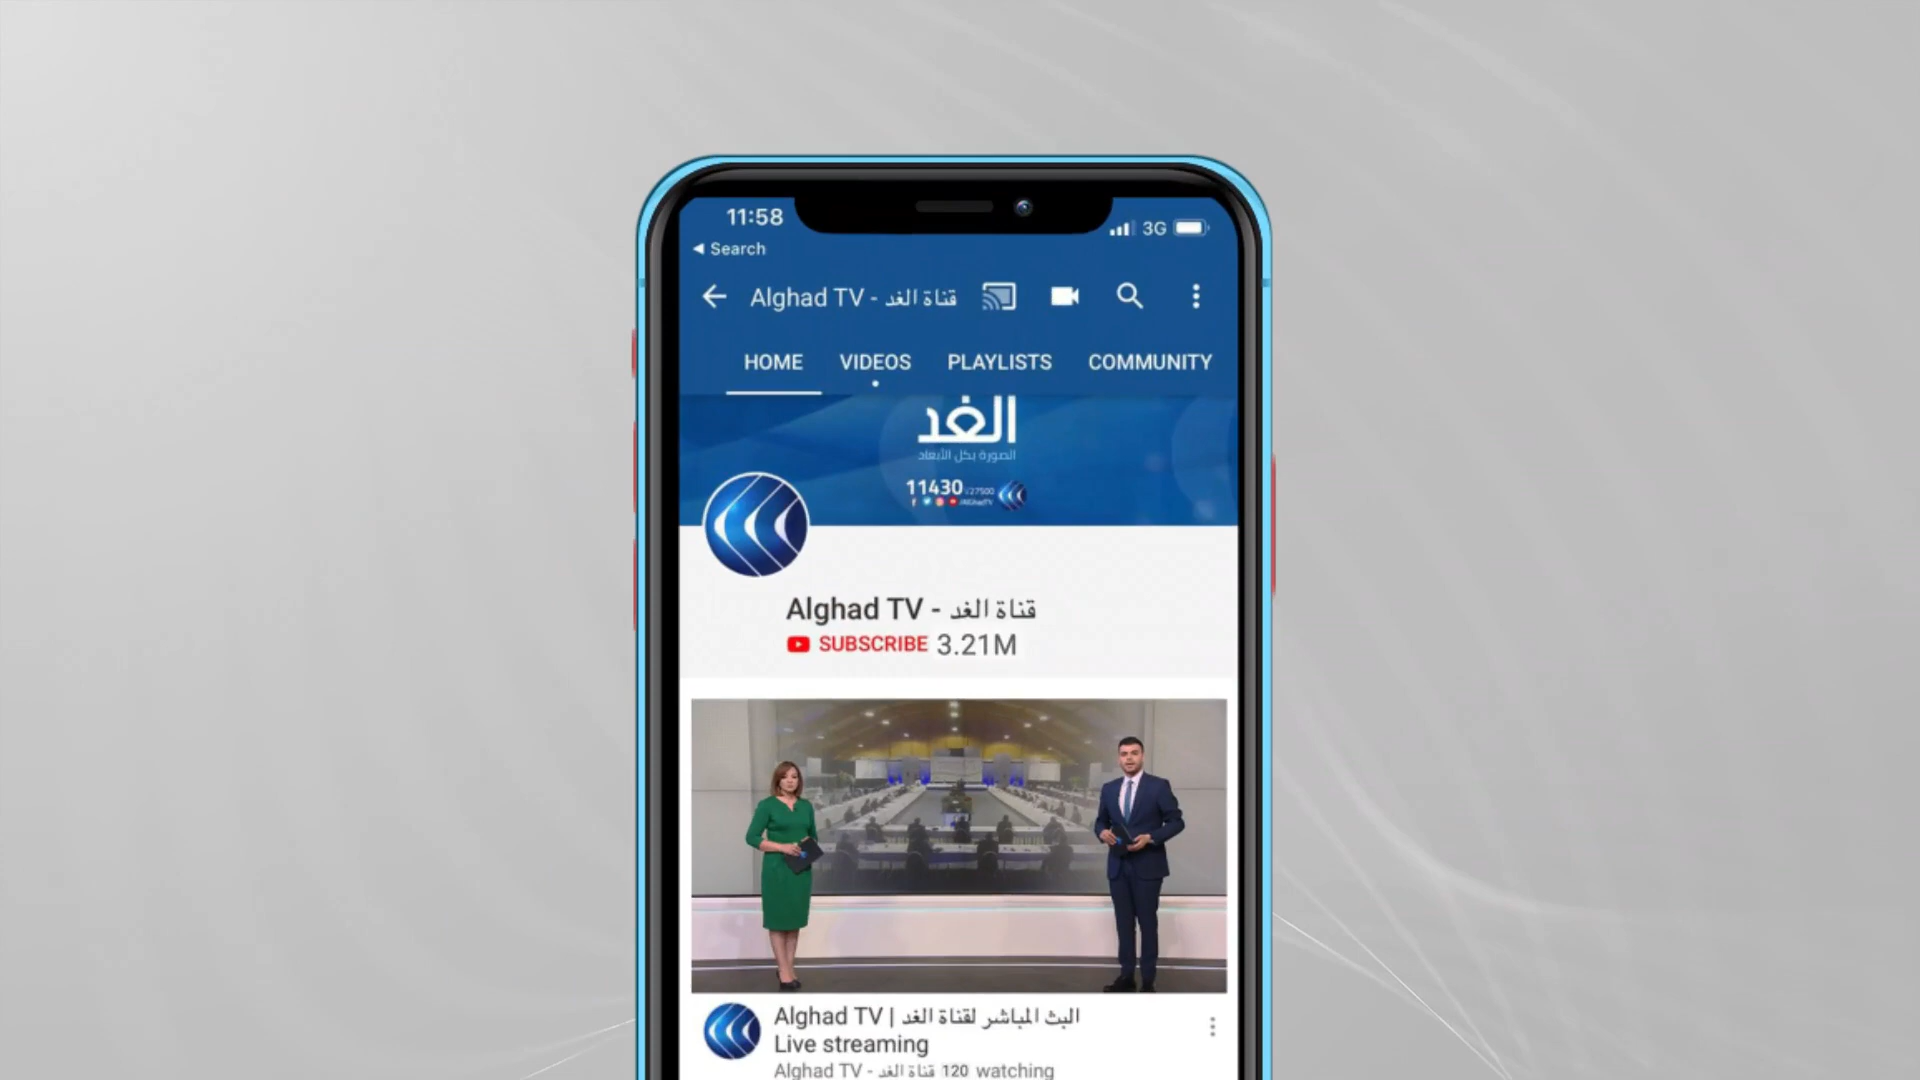 11:58
3G
Search
Alghad TV - قناة الغد
HOME VIDEOS PLAYLISTS COMMUNITY
الغد
الصورة بكل الأبعاد
11430 27500
/AlGhadTV
Alghad TV - قناة الغد
SUBSCRIBE 3.21M
Alghad TV | البث المباشر لقناة الغد
Live streaming
Alghad TV - قناة الغد 120 watching